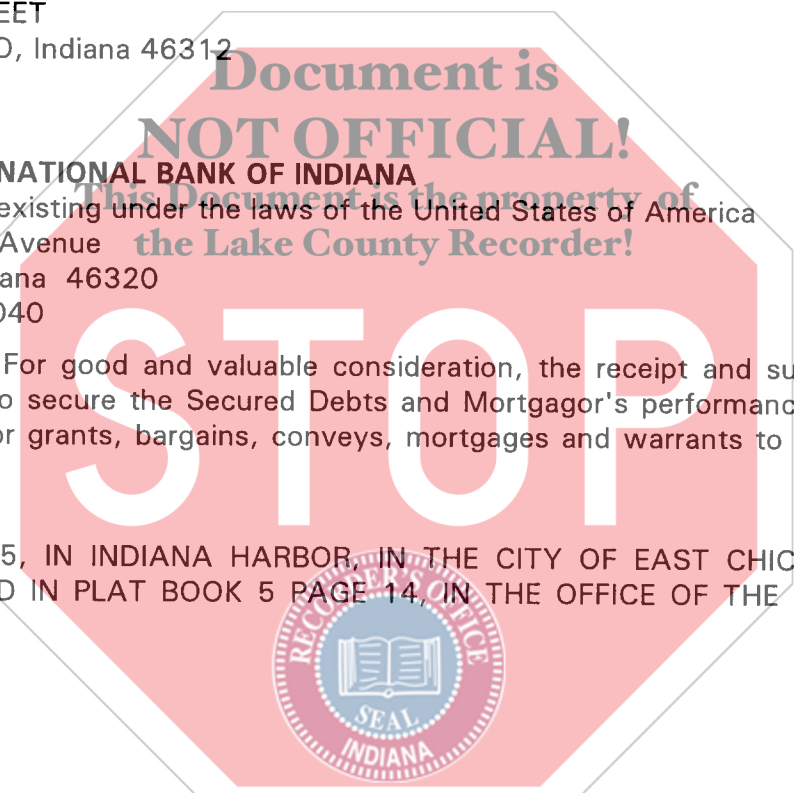 EET
O, Indiana 46312
Document is
NOT OFFICIAL!
NATIONAL BANK OF INDIANA
This Document is the property of
existing under the laws of the United States of America
Avenue
the Lake County Recorder!
ana 46320
040
For good and valuable consideration, the receipt and su
o secure the Secured Debts and Mortgagor's performanc
or grants, bargains, conveys, mortgages and warrants to
STOP
5, IN INDIANA HARBOR, IN THE CITY OF EAST CHIC
D IN PLAT BOOK 5 PAGE 14, IN THE OFFICE OF THE
RECORDER'S OFFICE
SEAL
INDIANA